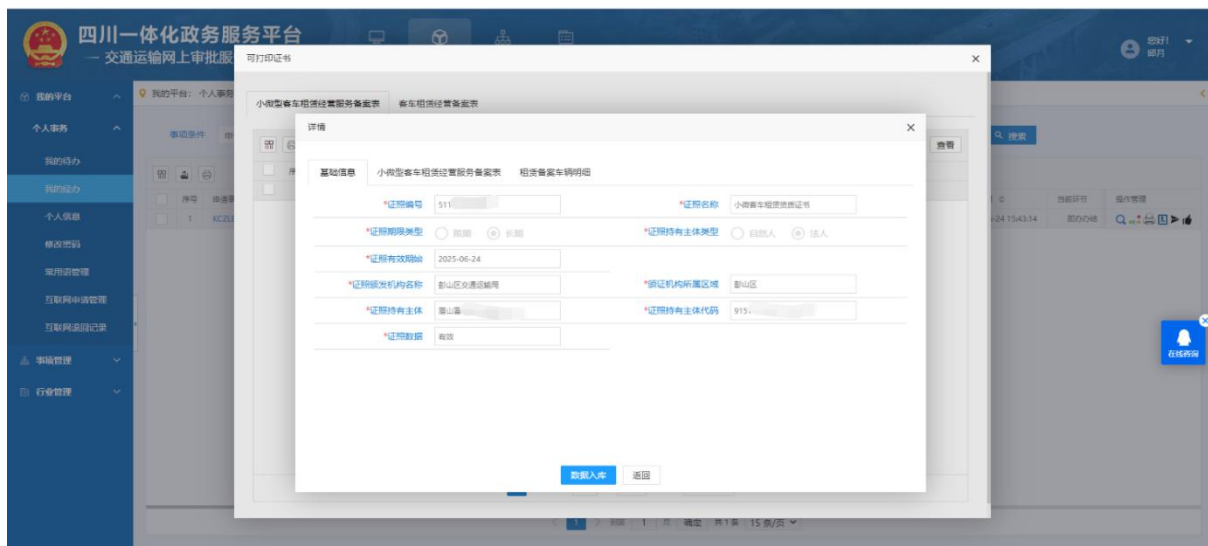 四川一体化政务服务平台
交通运输网上审批服
您好!
邱月
可打印证书
我的平台
我的平台: 个人事务
小微型客车租赁经营服务备案表 客车租赁经营备案表
个人事务
事项条件
搜索
详情
查看
我的待办
基础信息 小微型客车租赁经营服务备案表 租赁备案车辆明细
我的经办
序号
当前环节 操作管理
*证照编号 511
*证照名称 小微客车租赁资质证书
个人信息
1 KCZL
-24 15:43:14
*证照期限类型 限期 长期
*证照持有主体类型 自然人 法人
修改密码
*证照有效期始 2025-06-24
常用语管理
*证照颁发机构名称 彭山区交通运输局
*颁证机构所属区域 彭山区
互联网申请管理
*证照持有主体
*证照持有主体代码 915
互联网退回记录
*证照数据 有效
在线咨询
事项管理
行业管理
数据入库 返回
1 到第 1 页 确定 共1条 15 条/页